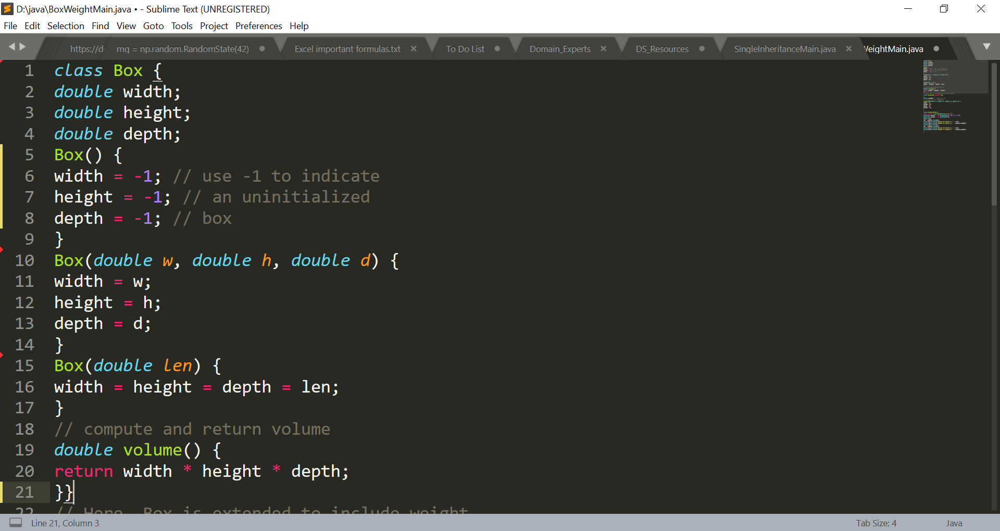 D:\java\BoxWeightMain.java • - Sublime Text (UNREGISTERED)
File Edit Selection Find View Goto Tools Project Preferences Help
https://d rng = np.random.RandomState(42) Excel important formulas.txt To Do List Domain_Experts DS_Resources SingleInheritanceMain.java VeightMain.java
1 class Box {
2 double width;
3 double height;
4 double depth;
5 Box() {
6 width = -1; // use -1 to indicate
7 height = -1; // an uninitialized
8 depth = -1; // box
9 }
10 Box(double w, double h, double d) {
11 width = w;
12 height = h;
13 depth = d;
14 }
15 Box(double len) {
16 width = height = depth = len;
17 }
18 // compute and return volume
19 double volume() {
20 return width * height * depth;
21 }}
22 // Here, Box is extended to include weight
Line 21, Column 3 Tab Size: 4 Java